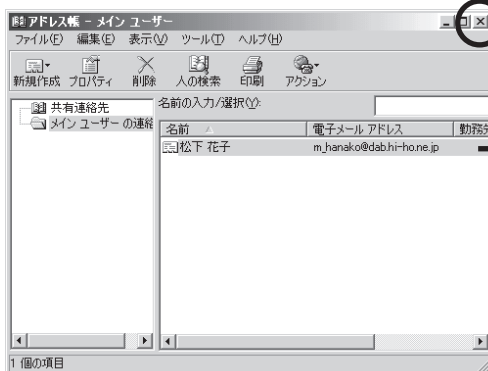 アドレス帳 - メイン ユーザー
ファイル(F) 編集(E) 表示(V) ツール(T) ヘルプ(H)
新規作成 プロパティ 削除 人の検索 印刷 アクション
共有連絡先
メイン ユーザー の連絡
名前の入力/選択(Y):
名前 電子メール アドレス 勤務先
松下 花子 m_hanako@dab.hi-ho.ne.jp
1 個の項目